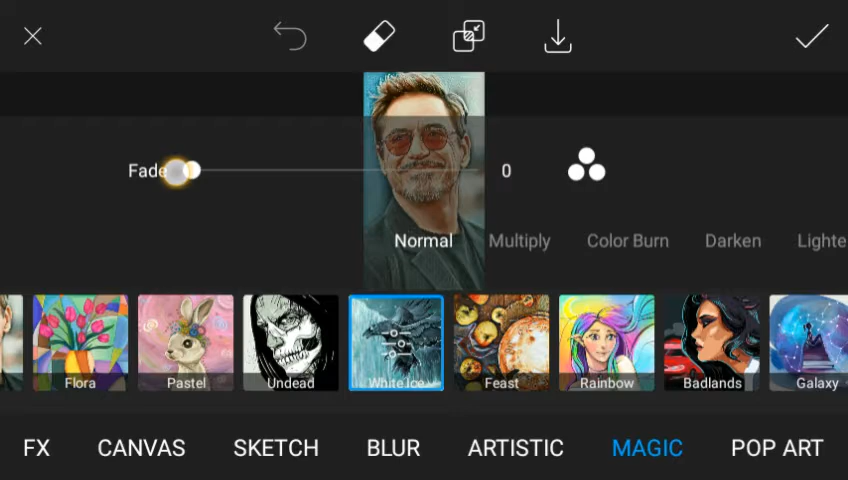 Fade 0
Normal Multiply Color Burn Darken Lighte
Flora Pastel Undead White Ice Feast Rainbow Badlands Galaxy
FX CANVAS SKETCH BLUR ARTISTIC MAGIC POP ART